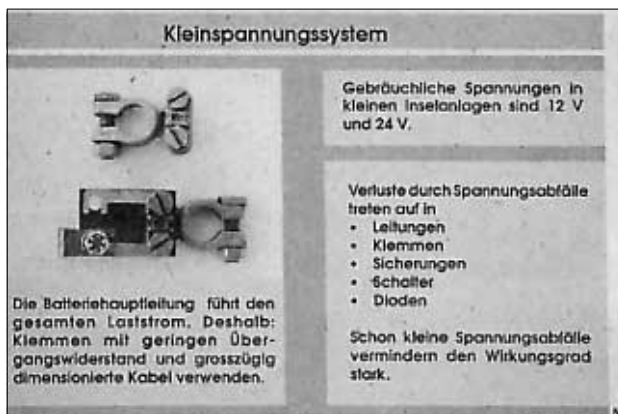 Kleinspannungssystem
Die Batteriehauptleitung führt den
gesamten Laststrom. Deshalb:
Klemmen mit geringen Über-
gangswiderstand und grosszügig
dimensionierte Kabel verwenden.
Gebräuchliche Spannungen in
kleinen Inselanlagen sind 12 V
und 24 V.
Verluste durch Spannungsabfälle
treten auf in
• Leitungen
• Klemmen
• Sicherungen
• Schalter
• Dioden
Schon kleine Spannungsabfälle
vermindern den Wirkungsgrad
stark.